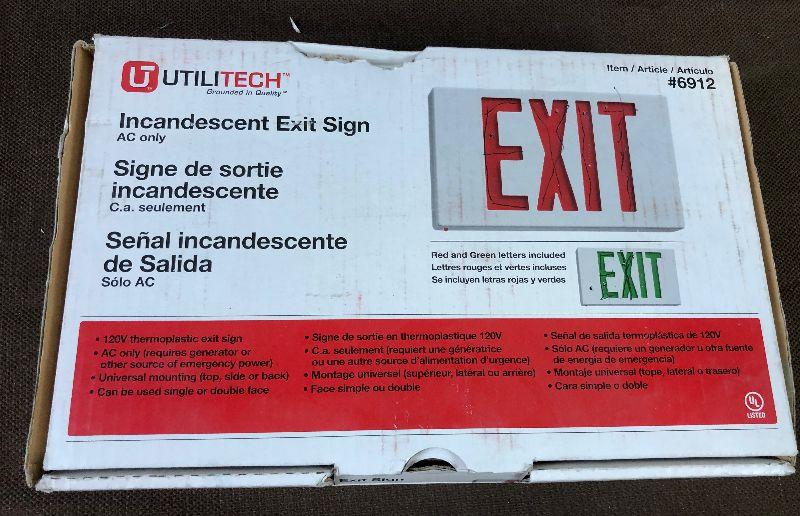 UTILITECH™
Grounded in Quality™
Item / Article / Artículo
#6912
Incandescent Exit Sign
AC only
Signe de sortie
incandescente
C.a. seulement
Señal incandescente
de Salida
Sólo AC
EXIT
Red and Green letters included
Lettres rouges et vertes incluses
Se incluyen letras rojas y verdes
EXIT
• 120V thermoplastic exit sign
• AC only (requires generator or
other source of emergency power)
• Universal mounting (top, side or back)
• Can be used single or double face
• Signe de sortie en thermoplastique 120V
• C.a. seulement (requiert une génératrice
ou une autre source d'alimentation d'urgence)
• Montage universel (supérieur, latéral ou arrière)
• Face simple ou double
• Señal de salida termoplástica de 120V
• Sólo AC (requiere un generador u otra fuente
de energía de emergencia)
• Montaje universal (tope, lateral o trasero)
• Cara simple o doble
UL
LISTED
Exit Sign